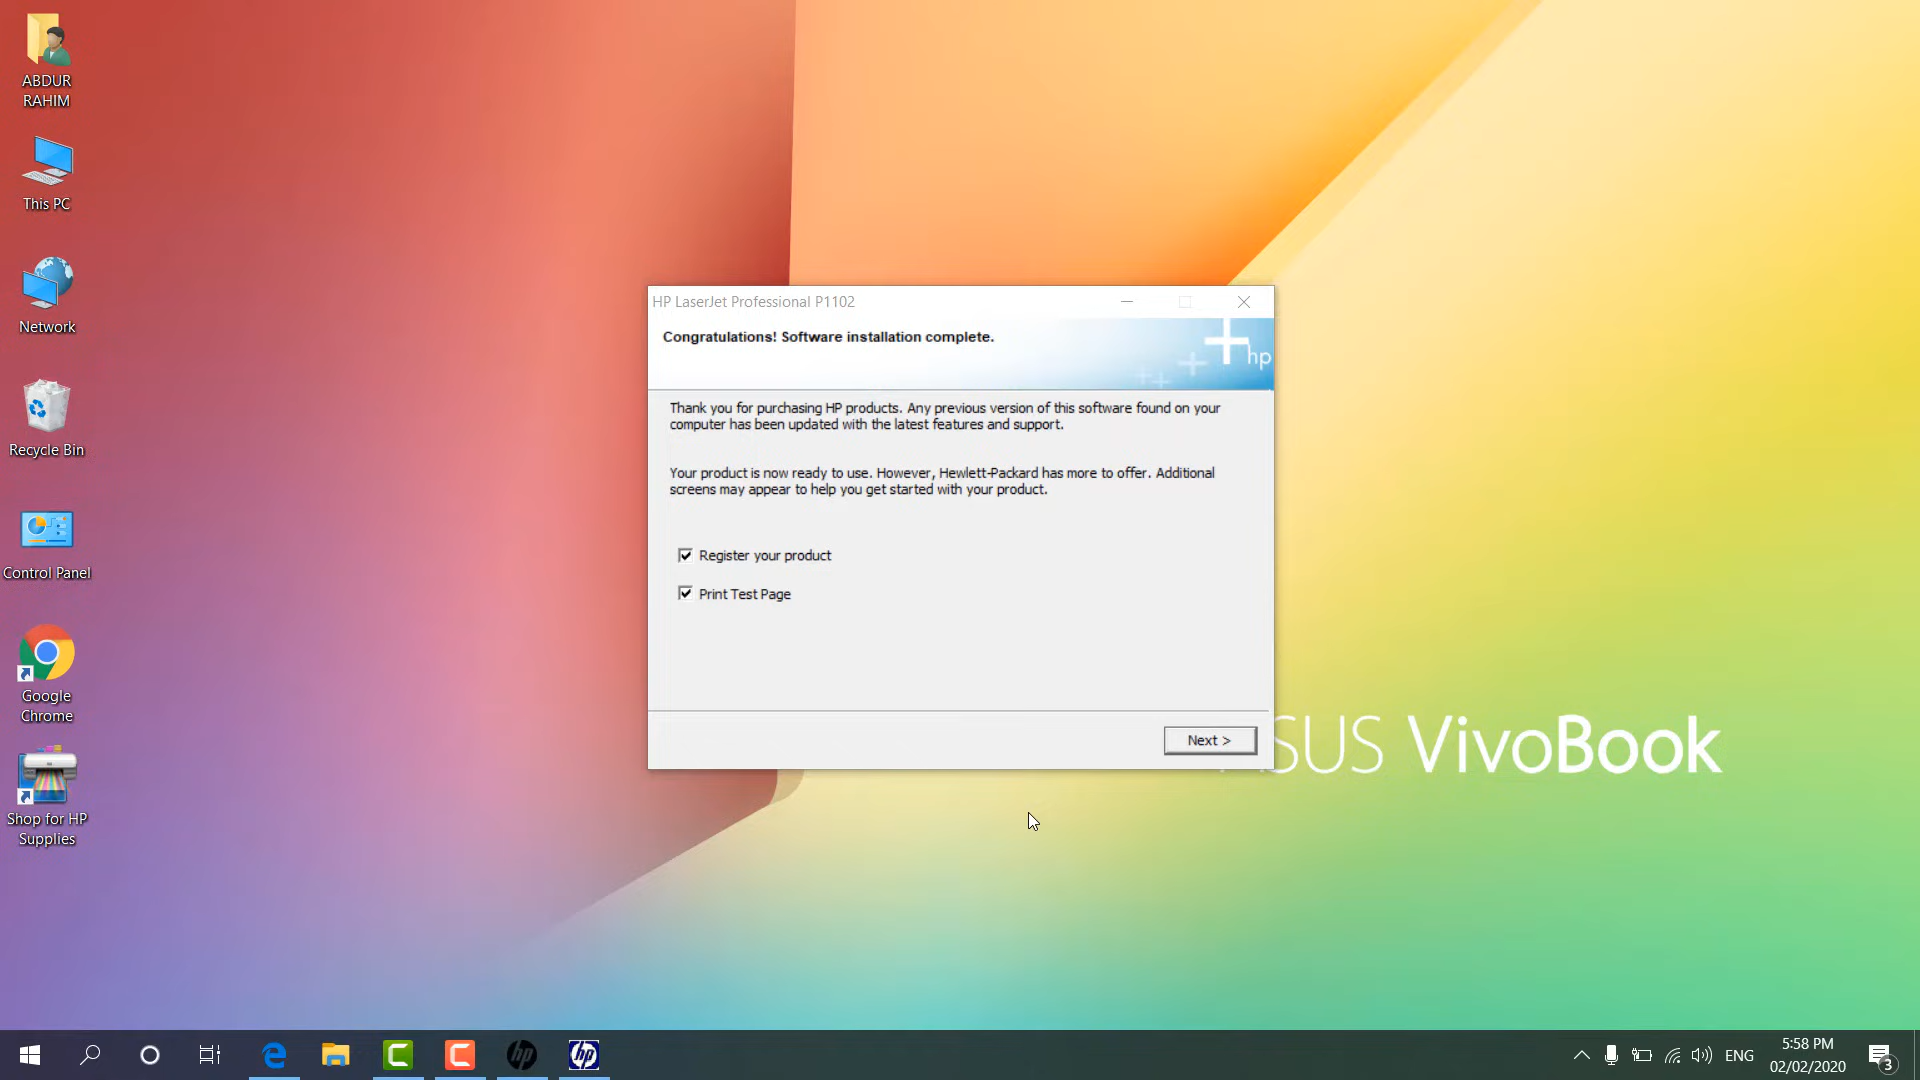 ABDUR
RAHIM
This PC
Network
Recycle Bin
Control Panel
Google
Chrome
Shop for HP
Supplies
HP LaserJet Professional P1102
Congratulations! Software installation complete.
hp
Thank you for purchasing HP products. Any previous version of this software found on your
computer has been updated with the latest features and support.
Your product is now ready to use. However, Hewlett-Packard has more to offer. Additional
screens may appear to help you get started with your product.
Register your product
Print Test Page
Next >
SUS VivoBook
hp
hp
ENG
5:58 PM
02/02/2020
3